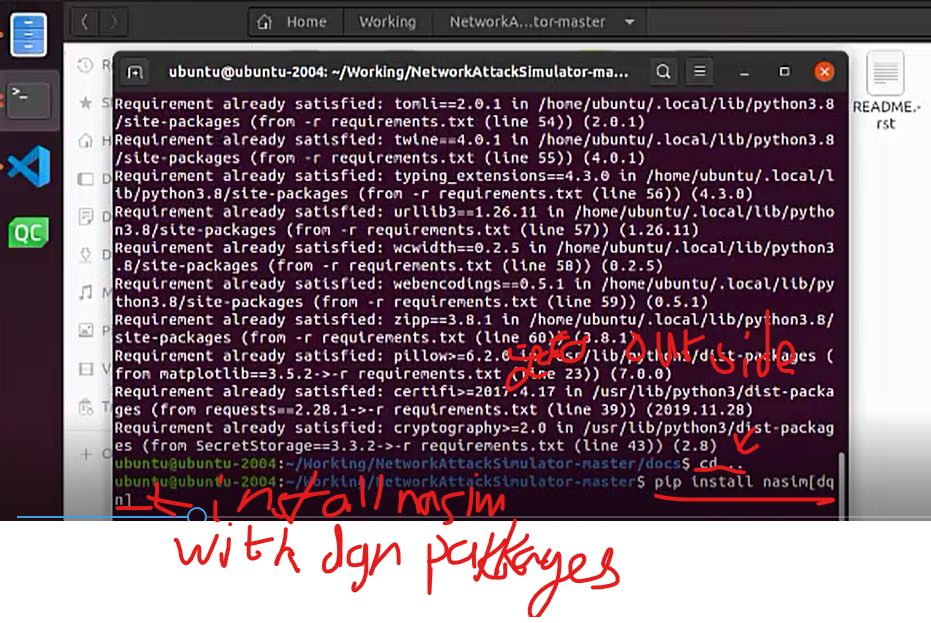 Home Working NetworkA...tor-master
ubuntu@ubuntu-2004: ~/Working/NetworkAttackSimulator-ma...
README.-
rst
>_
QC
Requirement already satisfied: tomli==2.0.1 in /home/ubuntu/.local/lib/python3.8
/site-packages (from -r requirements.txt (line 54)) (2.0.1)
Requirement already satisfied: twine==4.0.1 in /home/ubuntu/.local/lib/python3.8
/site-packages (from -r requirements.txt (line 55)) (4.0.1)
Requirement already satisfied: typing_extensions==4.3.0 in /home/ubuntu/.local/l
ib/python3.8/site-packages (from -r requirements.txt (line 56)) (4.3.0)
Requirement already satisfied: urllib3==1.26.11 in /home/ubuntu/.local/lib/pytho
n3.8/site-packages (from -r requirements.txt (line 57)) (1.26.11)
Requirement already satisfied: wcwidth==0.2.5 in /home/ubuntu/.local/lib/python3
.8/site-packages (from -r requirements.txt (line 58)) (0.2.5)
Requirement already satisfied: webencodings==0.5.1 in /home/ubuntu/.local/lib/py
thon3.8/site-packages (from -r requirements.txt (line 59)) (0.5.1)
Requirement already satisfied: zipp==3.8.1 in /home/ubuntu/.local/lib/python3.8/
site-packages (from -r requirements.txt (line 60)) (3.8.1)
Requirement already satisfied: pillow>=6.2.0 in /usr/lib/python3/dist-packages (
from matplotlib==3.5.2->-r requirements.txt (line 23)) (7.0.0)
outside
Requirement already satisfied: certifi>=2017.4.17 in /usr/lib/python3/dist-packa
ges (from requests==2.28.1->-r requirements.txt (line 39)) (2019.11.28)
Requirement already satisfied: cryptography>=2.0 in /usr/lib/python3/dist-packag
es (from SecretStorage==3.3.2->-r requirements.txt (line 43)) (2.8)
ubuntu@ubuntu-2004:~/Working/NetworkAttackSimulator-master/docs$ cd ..
ubuntu@ubuntu-2004:~/Working/NetworkAttackSimulator-master$ pip install nasim[dq
n]
install nasim
with dqn packages